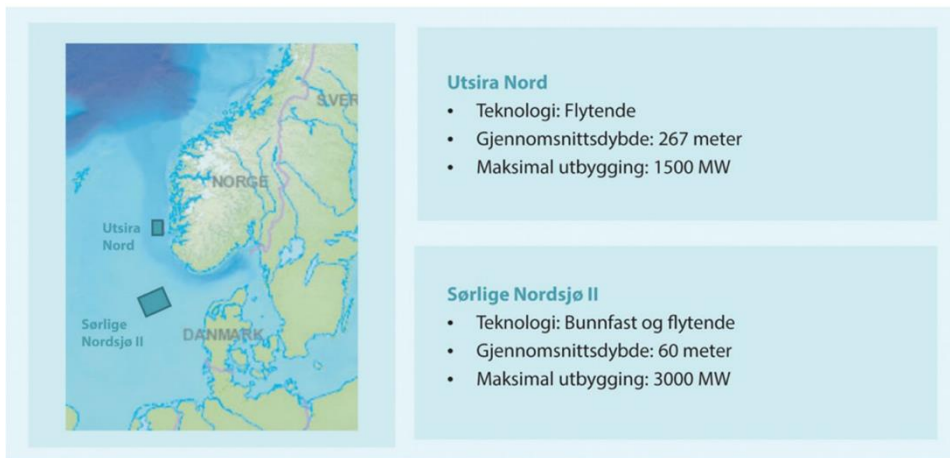 SVER
NORGE
Utsira
Nord
Sørlige
Nordsjø II
DANMARK
Utsira Nord
• Teknologi: Flytende
• Gjennomsnittsdybde: 267 meter
• Maksimal utbygging: 1500 MW
Sørlige Nordsjø II
• Teknologi: Bunnfast og flytende
• Gjennomsnittsdybde: 60 meter
• Maksimal utbygging: 3000 MW